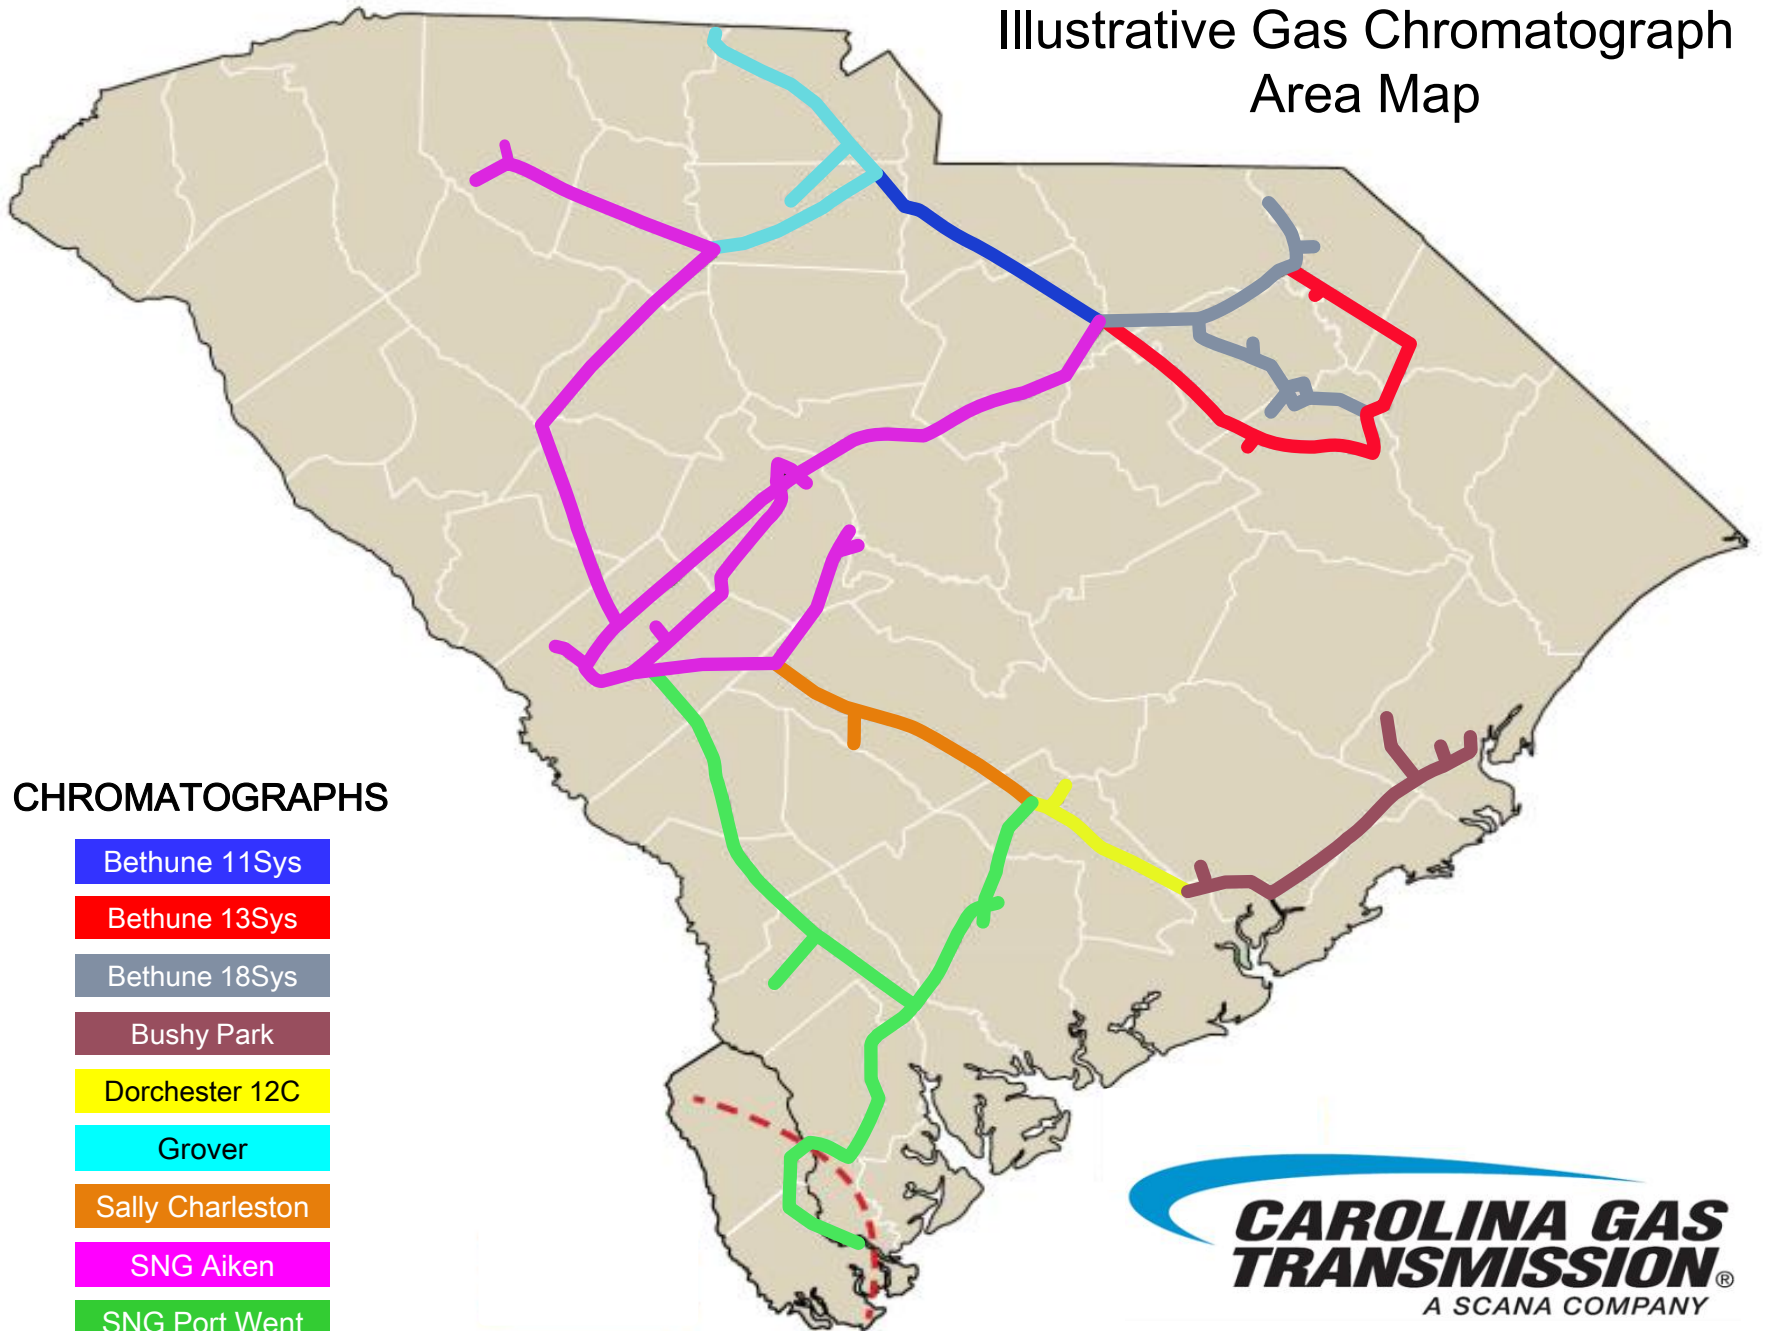 Illustrative Gas Chromatograph
Area Map
CHROMATOGRAPHS
Bethune 11Sys
Bethune 13Sys
Bethune 18Sys
Bushy Park
Dorchester 12C
Grover
Sally Charleston
SNG Aiken
SNG Port Went
CAROLINA GAS
TRANSMISSION®
A SCANA COMPANY